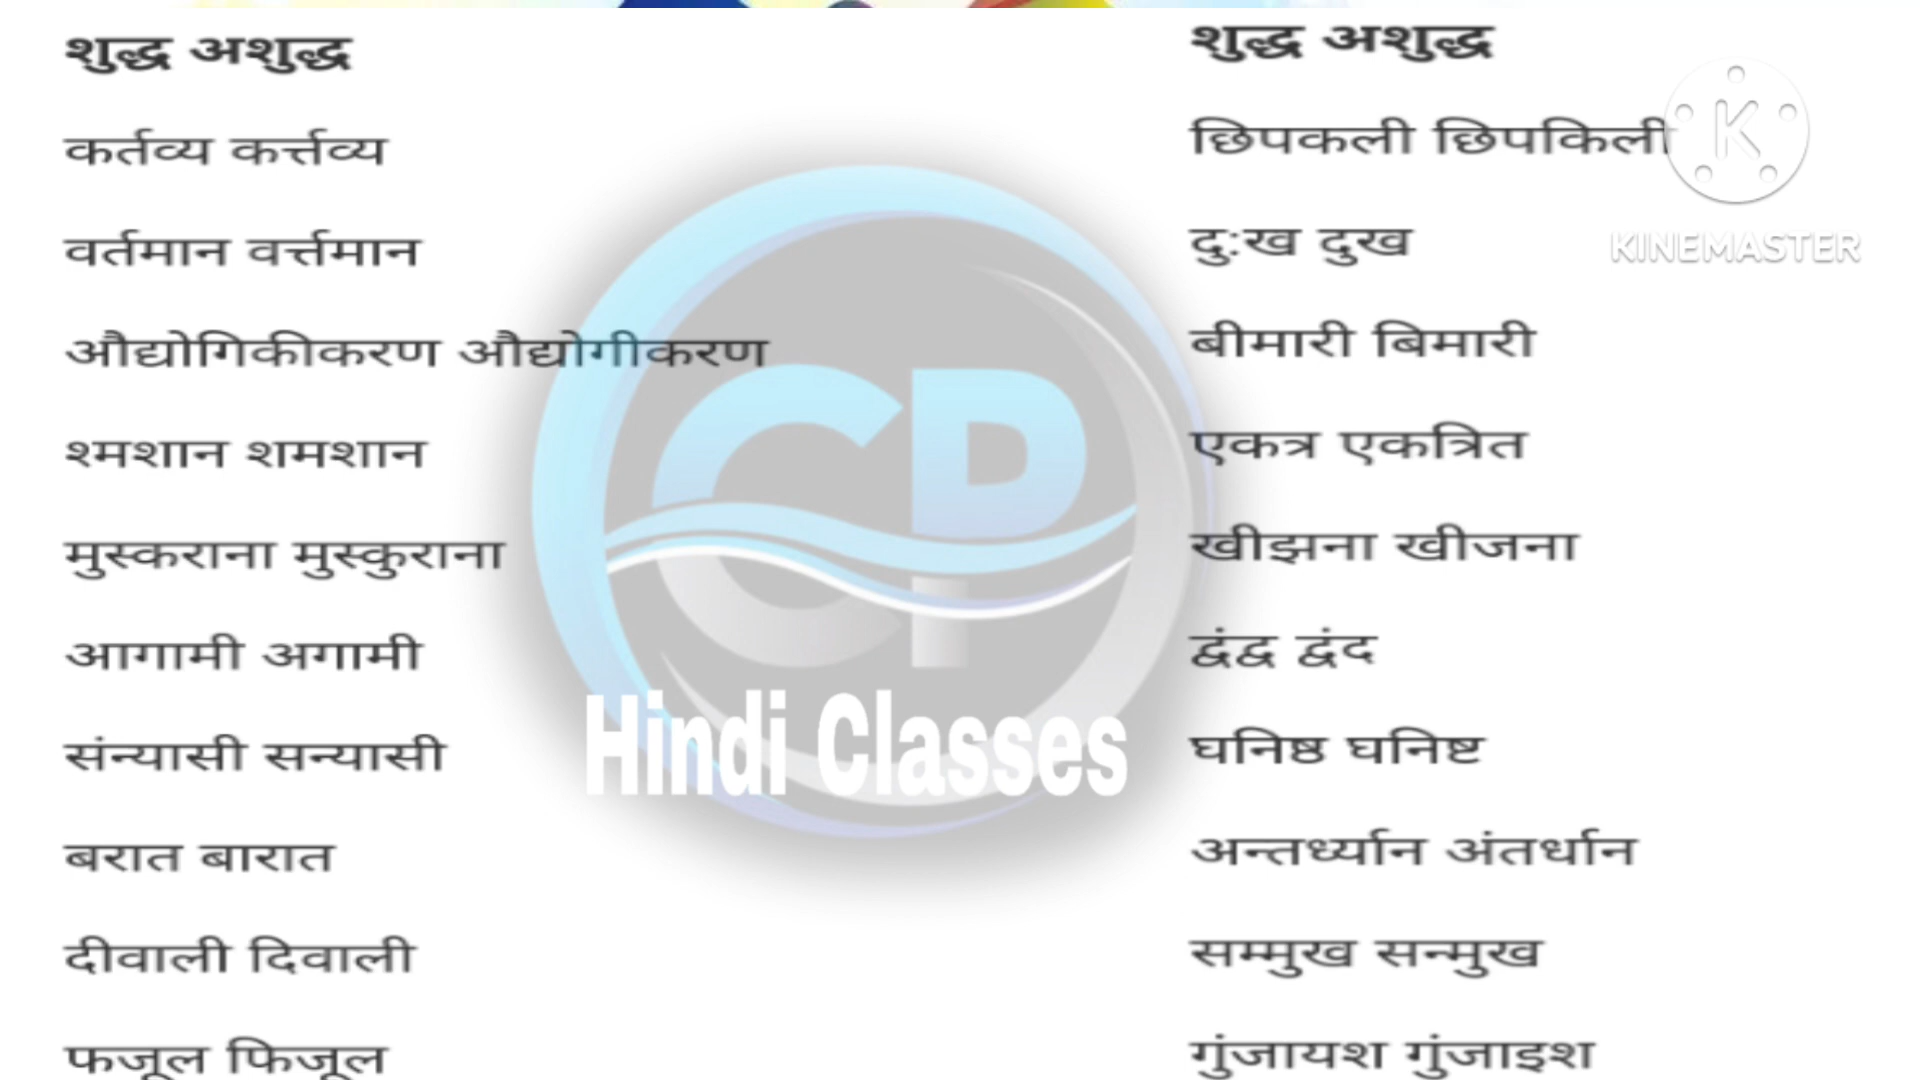 शुद्ध अशुद्ध
कर्तव्य कर्त्तव्य
वर्तमान वर्त्तमान
औद्योगिकीकरण औद्योगीकरण
श्मशान शमशान
मुस्कराना मुस्कुराना
आगामी अगामी
संन्यासी सन्यासी
बरात बारात
दीवाली दिवाली
फजूल फिजूल
CP
Hindi Classes
शुद्ध अशुद्ध
छिपकली छिपकिली
दु:ख दुख
बीमारी बिमारी
एकत्र एकत्रित
खीझना खीजना
द्वंद्व द्वंद
घनिष्ठ घनिष्ट
अन्तर्ध्यान अंतर्धान
सम्मुख सन्मुख
गुंजायश गुंजाइश
K
KINEMASTER